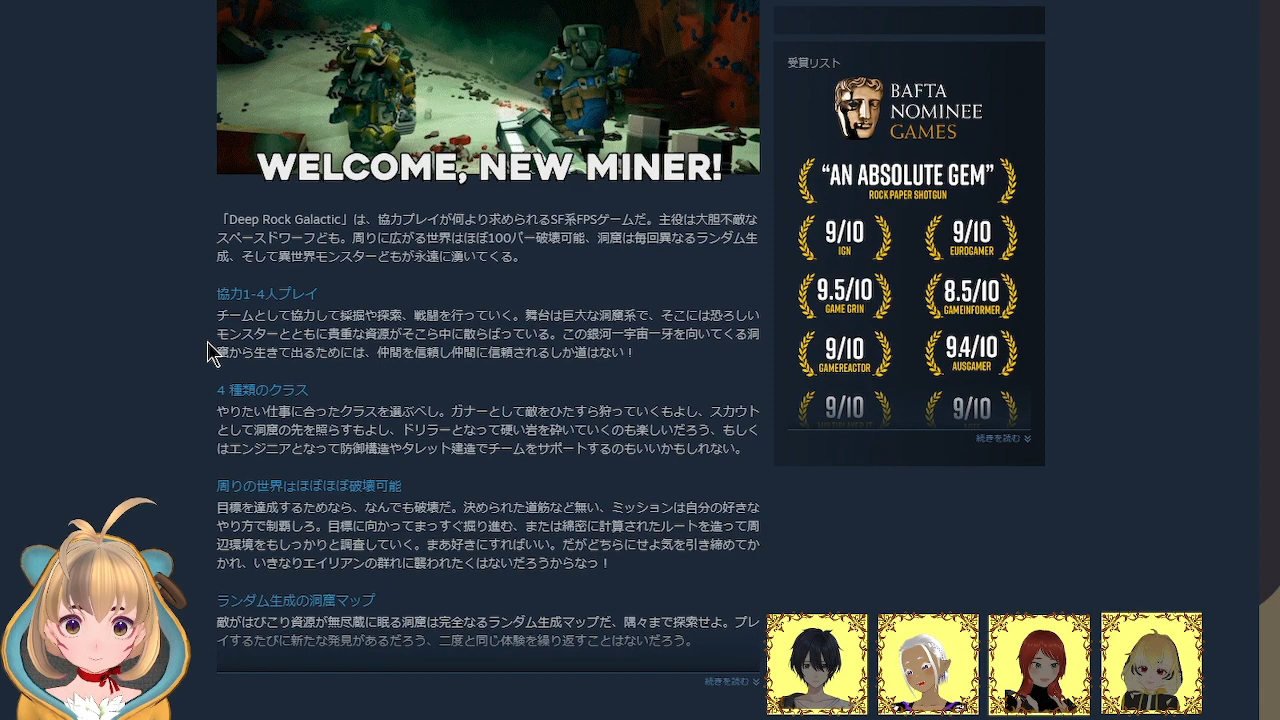 WELCOME, NEW MINER!
「Deep Rock Galactic」は、協力プレイが何より求められるSF系FPSゲームだ。主役は大胆不敵な
スペースドワーフども。周りに広がる世界はほぼ100パー破壊可能、洞窟は毎回異なるランダム生
成、そして異世界モンスターどもが永遠に湧いてくる。
協力1-4人プレイ
チームとして協力して採掘や探索、戦闘を行っていく。舞台は巨大な洞窟系で、そこには恐ろしい
モンスターとともに貴重な資源がそこら中に散らばっている。この銀河一宇宙一牙を向いてくる洞
窟から生きて出るためには、仲間を信頼し仲間に信頼されるしか道はない！
4 種類のクラス
やりたい仕事に合ったクラスを選ぶべし。ガナーとして敵をひたすら狩っていくもよし、スカウト
として洞窟の先を照らすもよし、ドリラーとなって硬い岩を砕いていくのも楽しいだろう、もしく
はエンジニアとなって防御構造やタレット建造でチームをサポートするのもいいかもしれない。
周りの世界はほぼほぼ破壊可能
目標を達成するためなら、なんでも破壊だ。決められた道筋など無い、ミッションは自分の好きな
やり方で制覇しろ。目標に向かってまっすぐ掘り進む、または綿密に計算されたルートを造って周
辺環境をもしっかりと調査していく。まあ好きにすればいい。だがどちらにせよ気を引き締めてか
かれ、いきなりエイリアンの群れに襲われたくはないだろうからなっ！
ランダム生成の洞窟マップ
敵がはびこり資源が無尽蔵に眠る洞窟は完全なるランダム生成マップだ、隅々まで探索せよ。プレ
イするたびに新たな発見があるだろう、二度と同じ体験を繰り返すことはないだろう。
続きを読む
受賞リスト
BAFTA
NOMINEE
GAMES
“AN ABSOLUTE GEM”
ROCK PAPER SHOTGUN
9/10
IGN
9/10
EUROGAMER
9.5/10
GAME GRIN
8.5/10
GAMEINFORMER
9/10
GAMEREACTOR
9.4/10
AUSGAMER
9/10
9/10
続きを読む